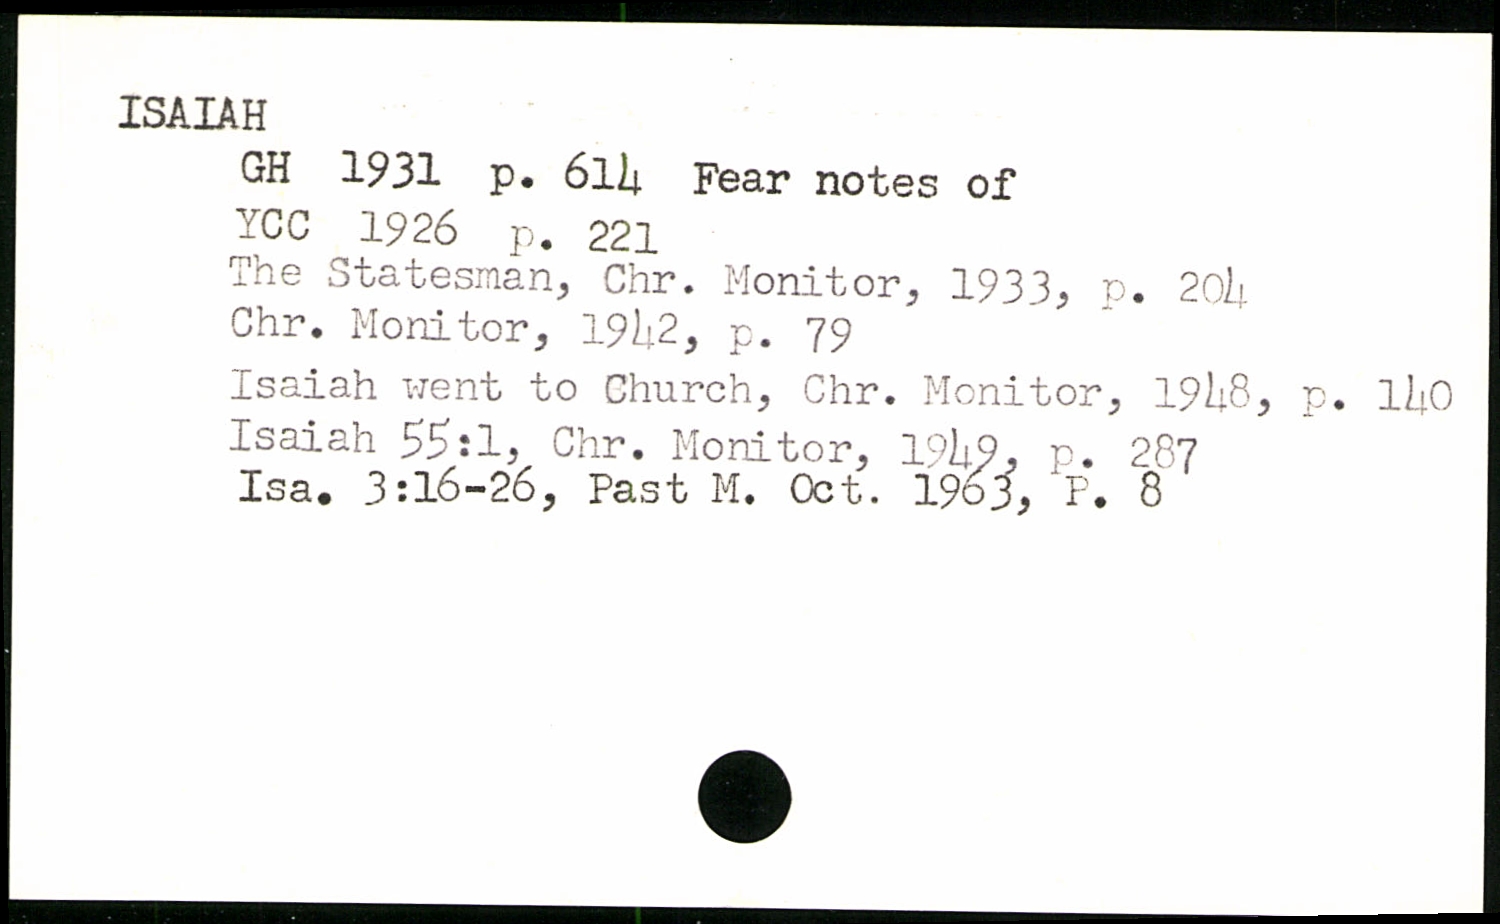 ISAIAH
GH 1931 p. 614 Fear notes of
YCC 1926 p. 221
The Statesman, Chr. Monitor, 1933, p. 204
Chr. Monitor, 1942, p. 79
Isaiah went to Church, Chr. Monitor, 1948, p. 140
Isaiah 55:1, Chr. Monitor, 1949, p. 287
Isa. 3:16-26, Past M. Oct. 1963, P. 8